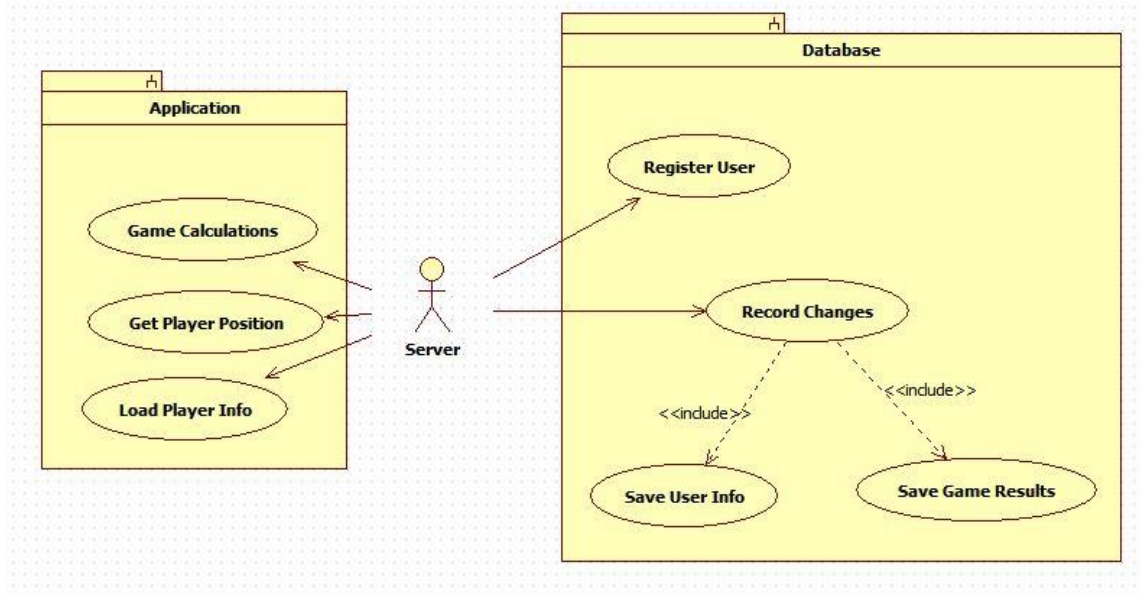 Application
Game Calculations
Get Player Position
Load Player Info
Server
Database
Register User
Record Changes
<<include>>
<<include>>
Save User Info
Save Game Results